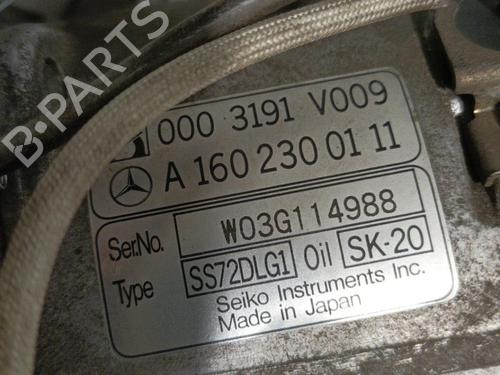 B-PARTS
000 3191 V009
A 160 230 01 11
Ser.No. W03G114988
Type SS72DLG1 Oil SK-20
Seiko Instruments Inc.
Made in Japan